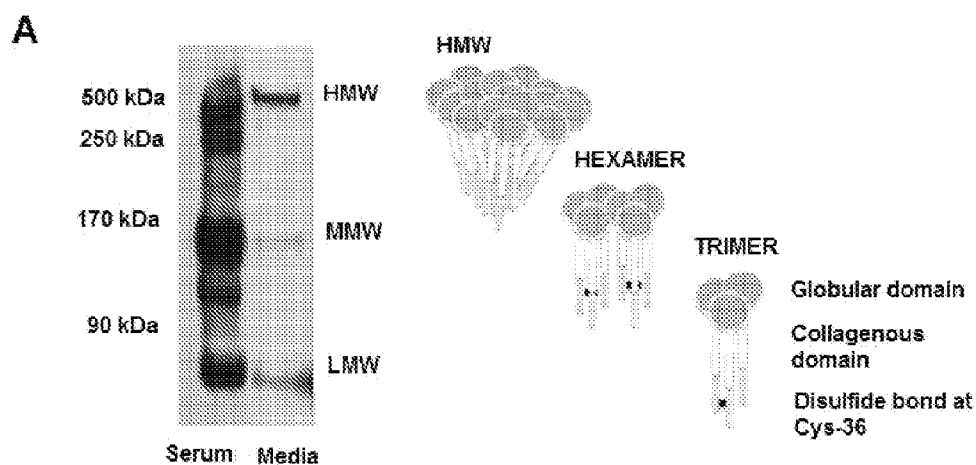 A
500 kDa
250 kDa
170 kDa
90 kDa
HMW
MMW
LMW
Serum Media
HMW
HEXAMER
TRIMER
Globular domain
Collagenous
domain
Disulfide bond at
Cys-36